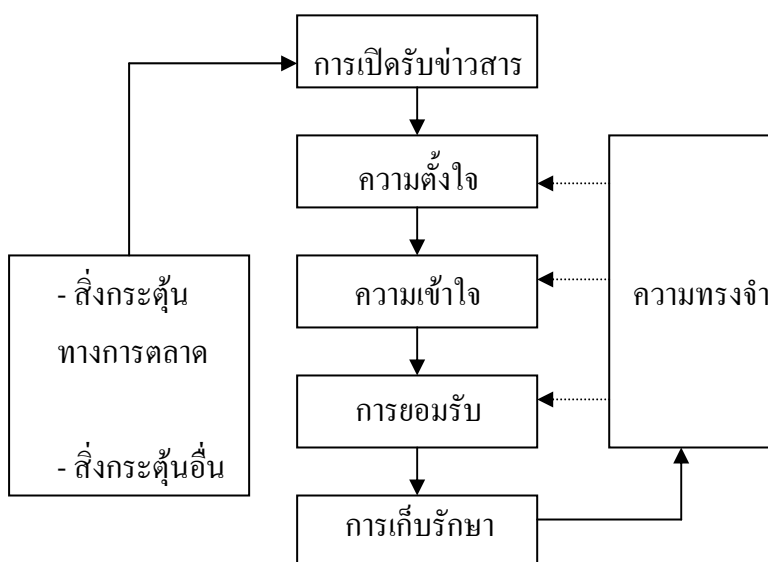 การเปิดรับข่าวสาร
ความตั้งใจ
ความเข้าใจ
การยอมรับ
การเก็บรักษา
- สิ่งกระตุ้น
ทางการตลาด
- สิ่งกระตุ้นอื่น
ความทรงจำ